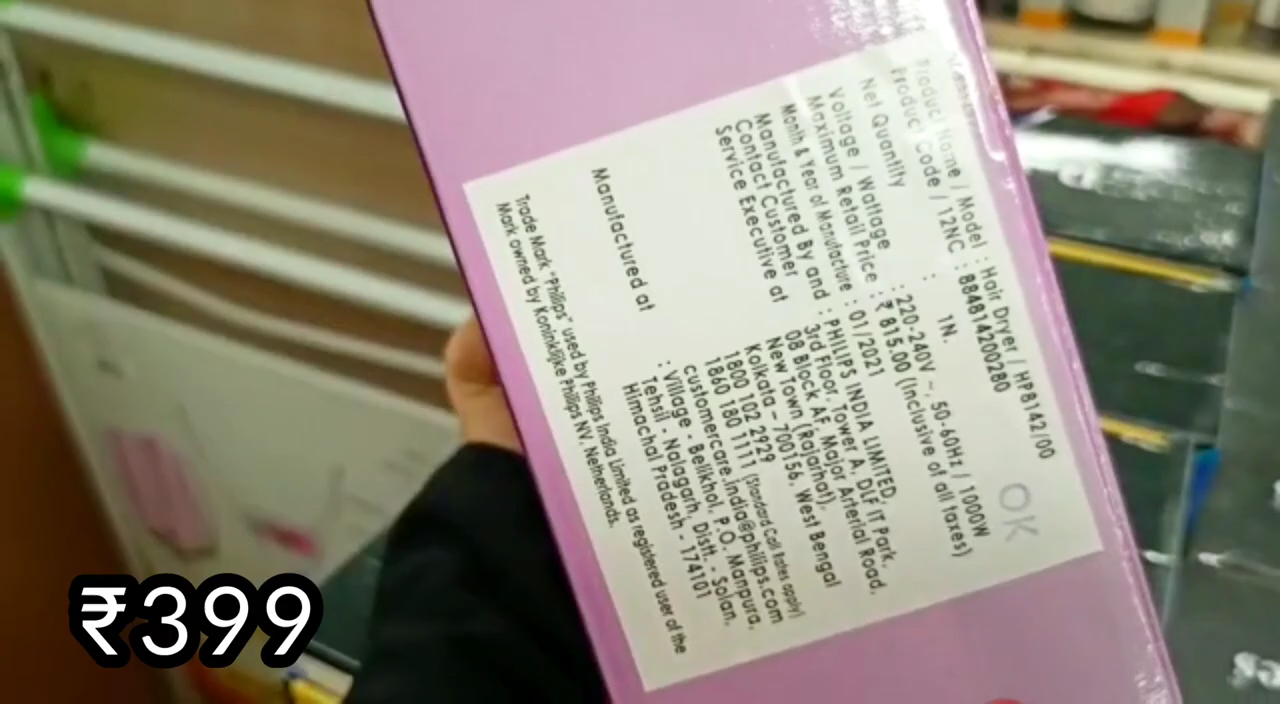 Product Name / Model : Hair Dryer / HP8142/00
Product Code / 12NC : 884814200280
Net Quantity : 1N.
Voltage / Wattage : 220-240V ~, 50-60Hz / 1000W
Maximum Retail Price : ₹ 815.00 (Inclusive of all taxes)
Month & Year of Manufacture : 01/2021
Manufactured By and : PHILIPS INDIA LIMITED,
Contact Customer 3rd Floor, Tower A, DLF IT Park,
Service Executive at 08 Block AF, Major Arterial Road,
New Town (Rajarhat),
Kolkata - 700156, West Bengal
1800 102 2929
1860 180 1111 (Standard Call Rates apply)
customercare.india@philips.com
Manufactured at : Village - Belikhol, P.O. Manpura,
Tehsil - Nalagarh, Distt. - Solan,
Himachal Pradesh - 174101
Trade Mark "Philips" used by Philips India Limited as registered user of the
Mark owned by Koninklijke Philips NV, Netherlands.
OK
₹399